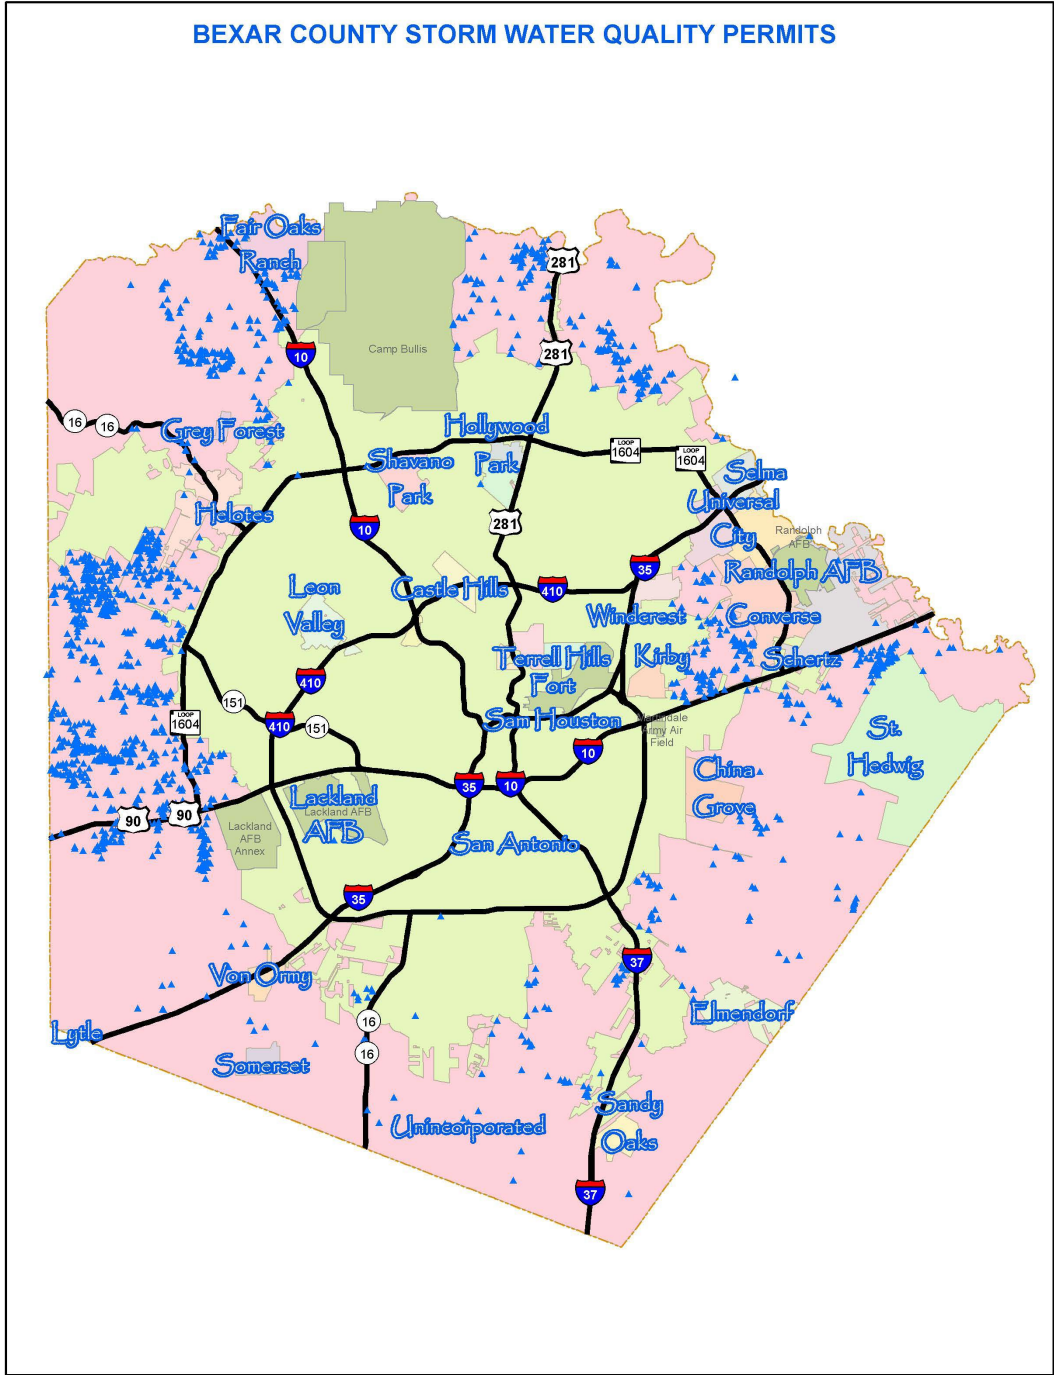 BEXAR COUNTY STORM WATER QUALITY PERMITS
Fair Oaks
Ranch
281
Camp Bullis
281
10
16
16
Grey Forest
Hollywood
LOOP
1604
LOOP
1604
Shavano
Park
Park
Selma
Universal
City
Helotes
10
281
Randolph
AFB
Randolph AFB
35
Leon
Valley
Castle Hills
410
Windcrest
Converse
Terrell Hills
Kirby
Schertz
Fort
410
151
LOOP
1604
410
151
Sam Houston
Martindale
Army Air
Field
10
St.
Hedwig
China
Grove
35
10
Lackland
AFB
Lackland AFB
90
90
Lackland
AFB
Annex
San Antonio
35
37
Von Ormy
Elmendorf
16
Lytle
16
Somerset
Sandy
Oaks
Unincorporated
37